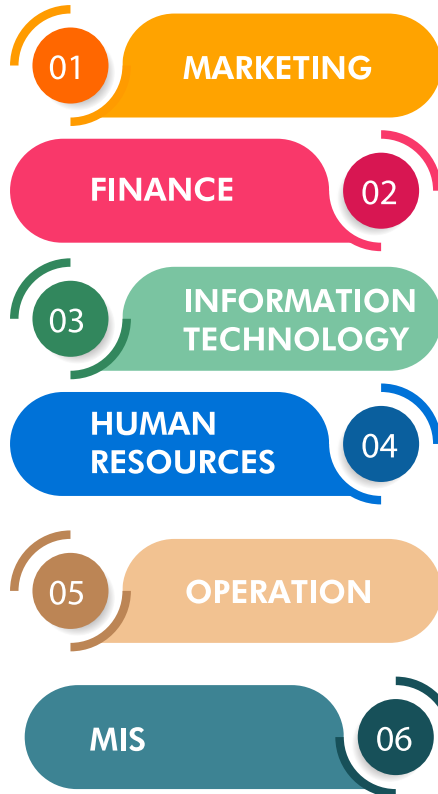 01
MARKETING
FINANCE
02
03
INFORMATION
TECHNOLOGY
HUMAN
RESOURCES
04
05
OPERATION
MIS
06